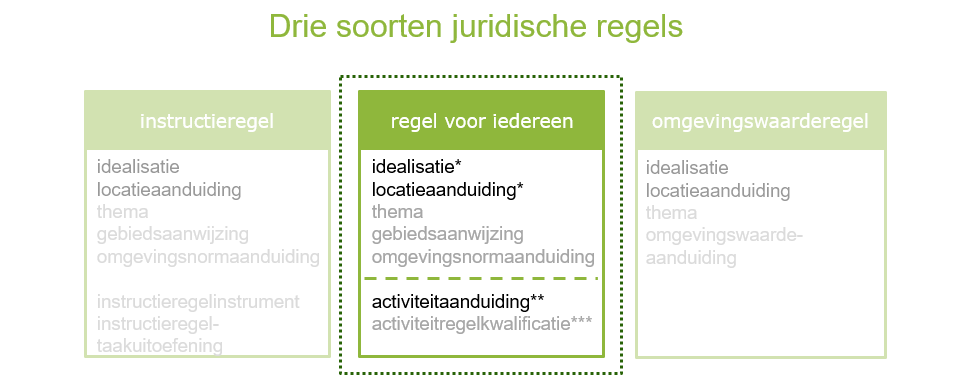 Drie soorten juridische regels
instructieregel
idealisatie
locatieaanduiding
thema
gebiedsaanwijzing
omgevingsnormaanduiding
instructieregelinstrument
instructieregel-
taakuitoefening
regel voor iedereen
idealisatie*
locatieaanduiding*
thema
gebiedsaanwijzing
omgevingsnormaanduiding
activiteitaanduiding**
activiteitregelkwalificatie***
omgevingswaarderegel
idealisatie
locatieaanduiding
thema
omgevingswaarde-
aanduiding